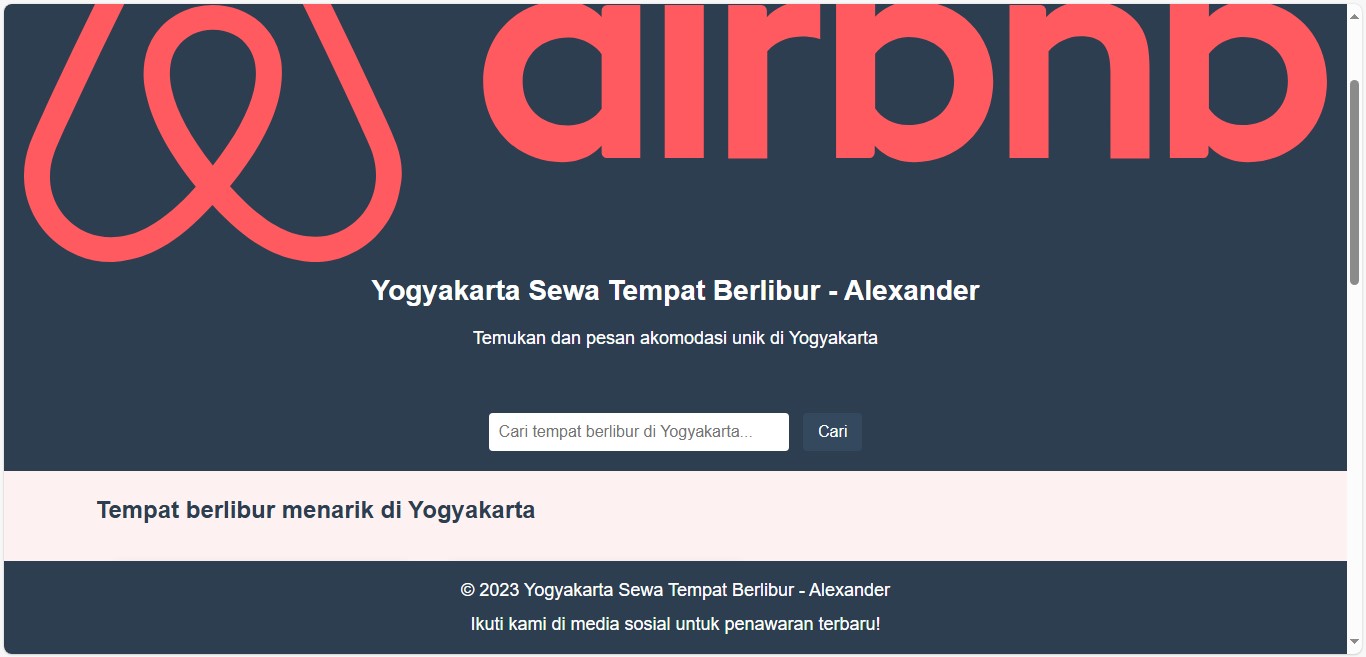 airbnb
Yogyakarta Sewa Tempat Berlibur - Alexander
Temukan dan pesan akomodasi unik di Yogyakarta
Cari tempat berlibur di Yogyakarta... Cari
Tempat berlibur menarik di Yogyakarta
© 2023 Yogyakarta Sewa Tempat Berlibur - Alexander
Ikuti kami di media sosial untuk penawaran terbaru!